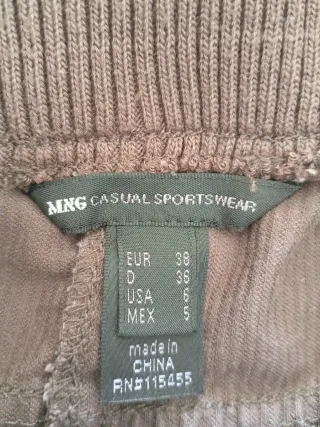 MNG CASUAL SPORTSWEAR
EUR 38
D 36
USA 6
MEX 5
made in
CHINA
RN#115455